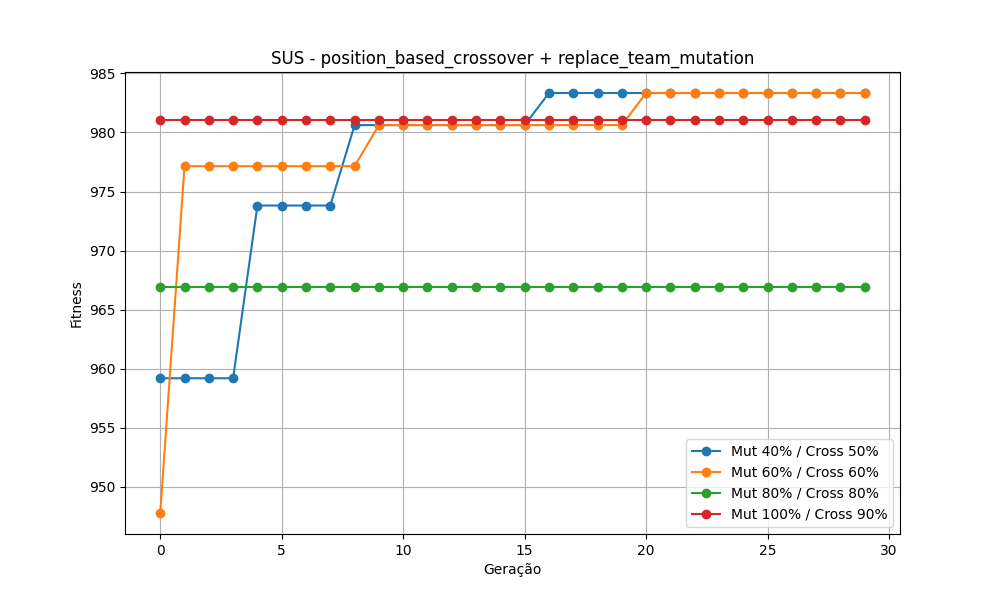 SUS - position_based_crossover + replace_team_mutation
985
980
975
970
965
960
955
950
Fitness
0 5 10 15 20 25 30
Geração
Mut 40% / Cross 50%
Mut 60% / Cross 60%
Mut 80% / Cross 80%
Mut 100% / Cross 90%